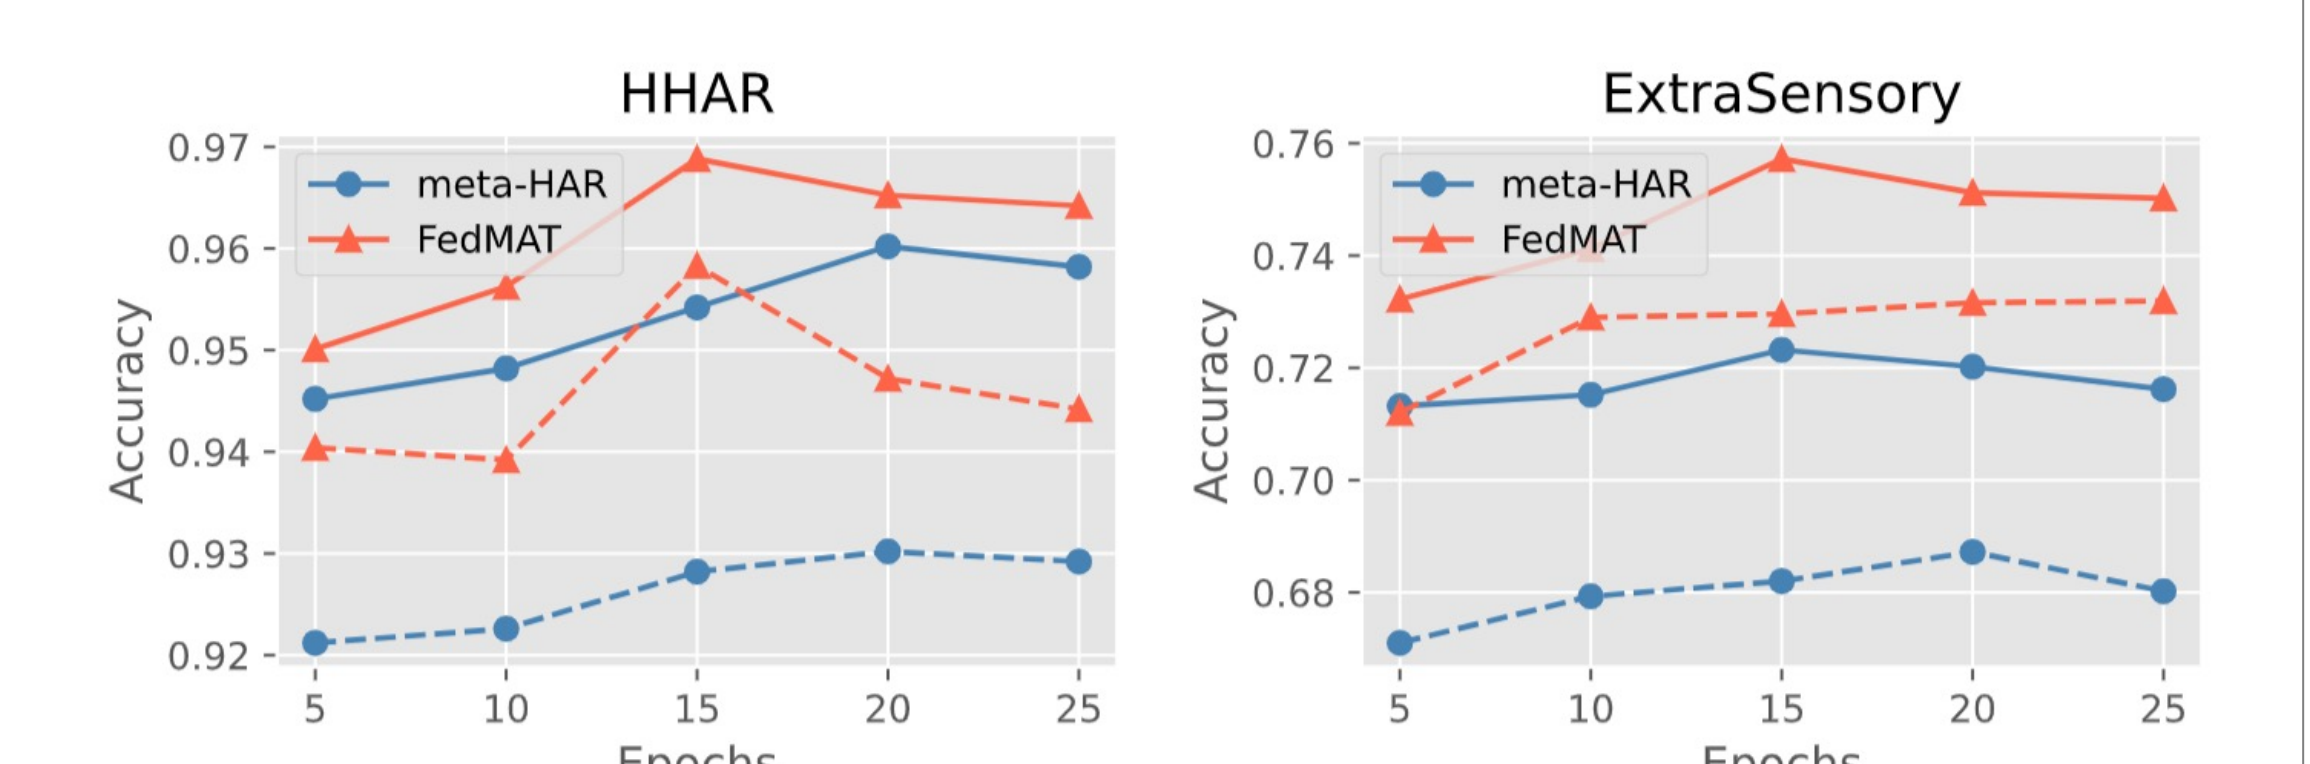 HHAR
0.97
0.96
0.95
0.94
0.93
0.92
Accuracy
meta-HAR
FedMAT
5 10 15 20 25
Epochs
ExtraSensory
0.76
0.74
0.72
0.70
0.68
Accuracy
meta-HAR
FedMAT
5 10 15 20 25
Epochs